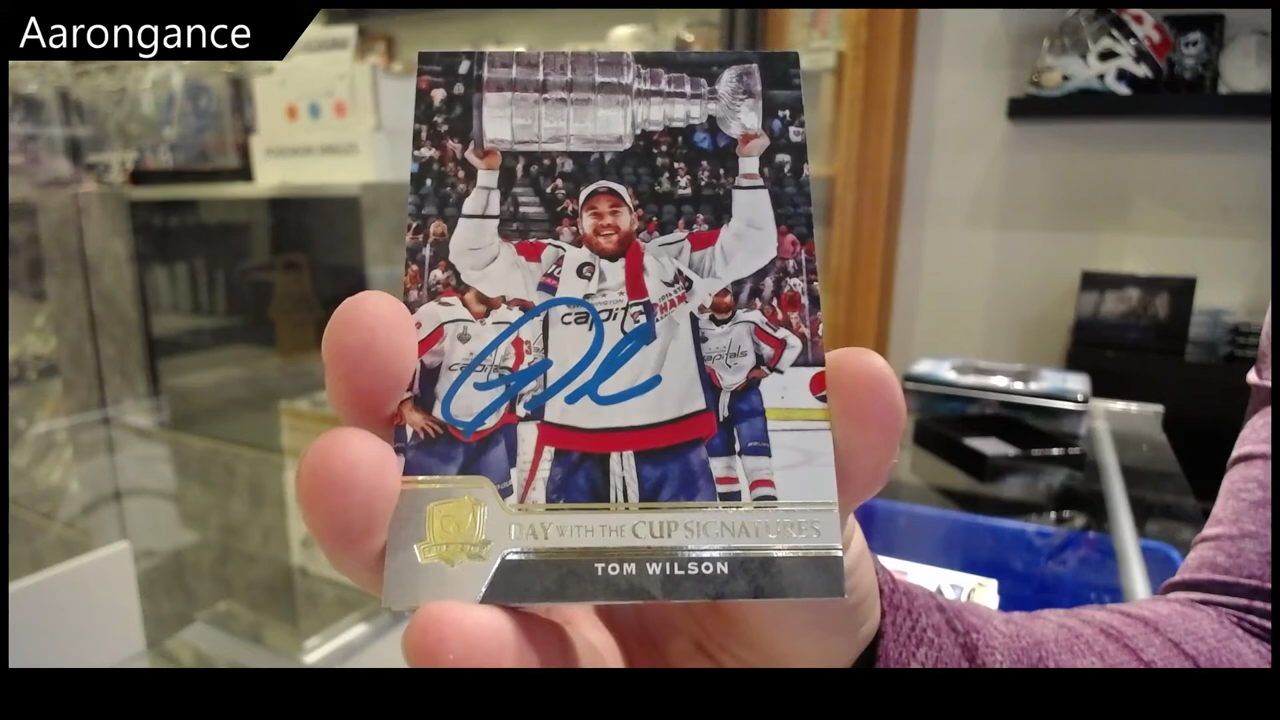 Aarongance
capitals
capitals
DAY WITH THE CUP SIGNATURES
TOM WILSON